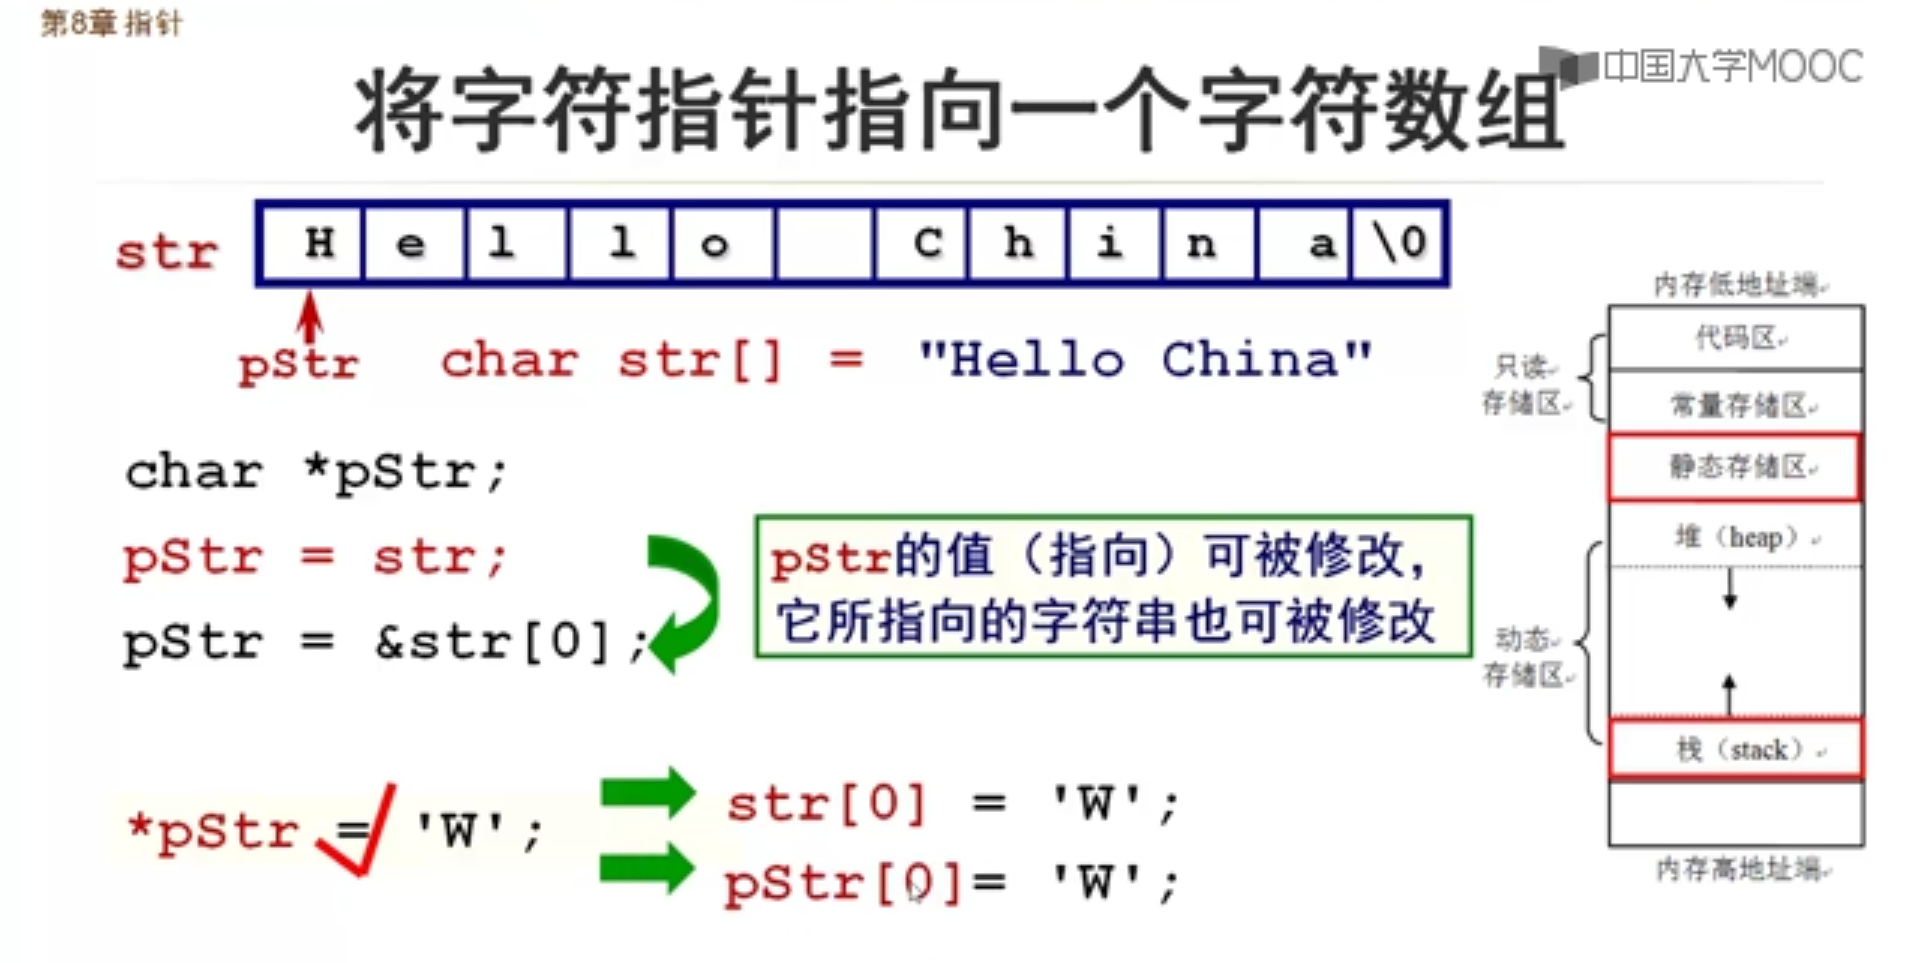 第8章 指针
中国大学MOOC
将字符指针指向一个字符数组
str H e l l o C h i n a \0
pStr char str[] = "Hello China"
char *pStr;
pStr = str;
pStr = &str[0];
pStr的值（指向）可被修改，
它所指向的字符串也可被修改
*pStr = 'W';
str[0] = 'W';
pStr[0]= 'W';
内存低地址端
代码区
只读
存储区
常量存储区
静态存储区
堆（heap）
动态
存储区
栈（stack）
内存高地址端